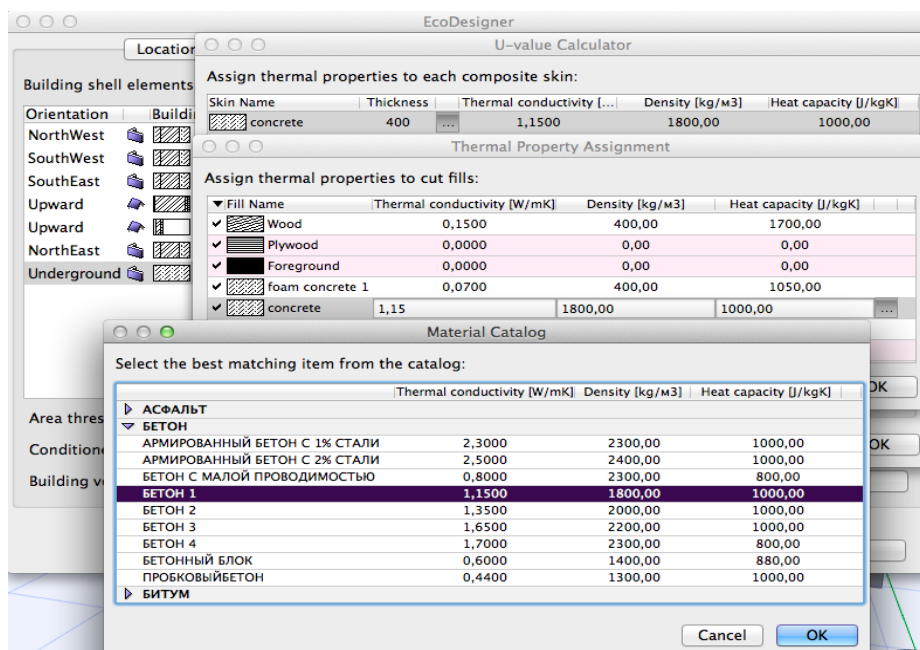 EcoDesigner
Location
Building shell elements
Orientation Buildi
NorthWest
SouthWest
SouthEast
Upward
Upward
NorthEast
Underground
Area thres
Condition
Building v
U-value Calculator
Assign thermal properties to each composite skin:
Skin Name Thickness Thermal conductivity [...] Density [kg/м3] Heat capacity [J/kgK]
concrete 400 ... 1,1500 1800,00 1000,00
Thermal Property Assignment
Assign thermal properties to cut fills:
Fill Name Thermal conductivity [W/mK] Density [kg/м3] Heat capacity [J/kgK]
Wood 0,1500 400,00 1700,00
Plywood 0,0000 0,00 0,00
Foreground 0,0000 0,00 0,00
foam concrete 1 0,0700 400,00 1050,00
concrete 1,15 1800,00 1000,00 ...
OK
OK
Material Catalog
Select the best matching item from the catalog:
Thermal conductivity [W/mK] Density [kg/м3] Heat capacity [J/kgK]
АСФАЛЬТ
БЕТОН
АРМИРОВАННЫЙ БЕТОН С 1% СТАЛИ 2,3000 2300,00 1000,00
АРМИРОВАННЫЙ БЕТОН С 2% СТАЛИ 2,5000 2400,00 1000,00
БЕТОН С МАЛОЙ ПРОВОДИМОСТЬЮ 0,8000 2300,00 800,00
БЕТОН 1 1,1500 1800,00 1000,00
БЕТОН 2 1,3500 2000,00 1000,00
БЕТОН 3 1,6500 2200,00 1000,00
БЕТОН 4 1,7000 2300,00 800,00
БЕТОННЫЙ БЛОК 0,6000 1400,00 880,00
ПРОБКОВЫЙБЕТОН 0,4400 1300,00 1000,00
БИТУМ
Cancel OK